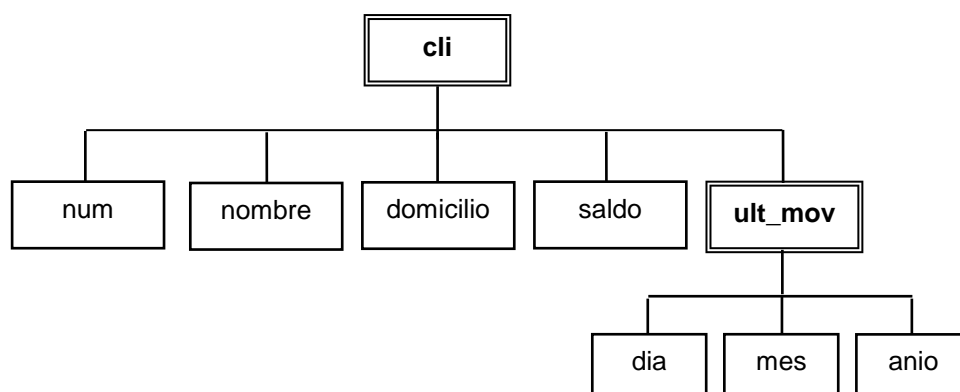 cli
num
nombre
domicilio
saldo
ult_mov
dia
mes
anio